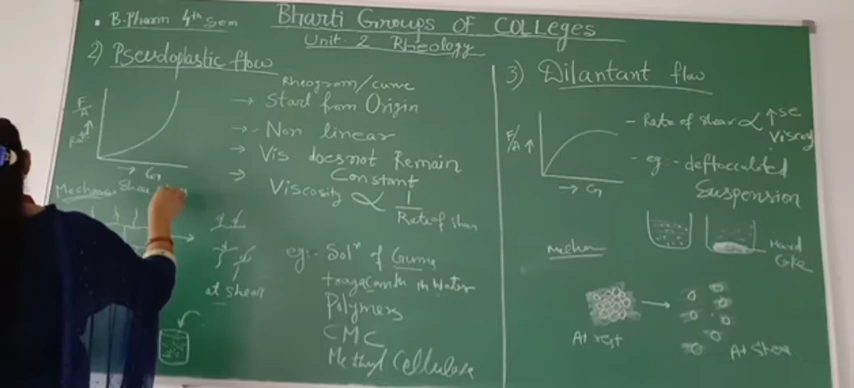 • B.Pharm 4th Sem
Bharti Groups OF COLLEGES
Unit-2 Rheology
2) Pseudoplastic flow
F/A
→ G
Rheogram/curve
→ Start from Origin
→ Non linear
→ Vis does not Remain
Constant
→ Viscosity ∝ 1/Rate of shear
Shear
at shear
eg:- Solⁿ of Gums
tragacanth in Water
Polymers
CMC
Methyl Cellulose
3) Dilantant flow
F/A ↑
→ G
- Rate of shear ∝ ↑se
- eg:- defloccculated
Suspension
Hard
Cake
Mechan
At rest
At Shear